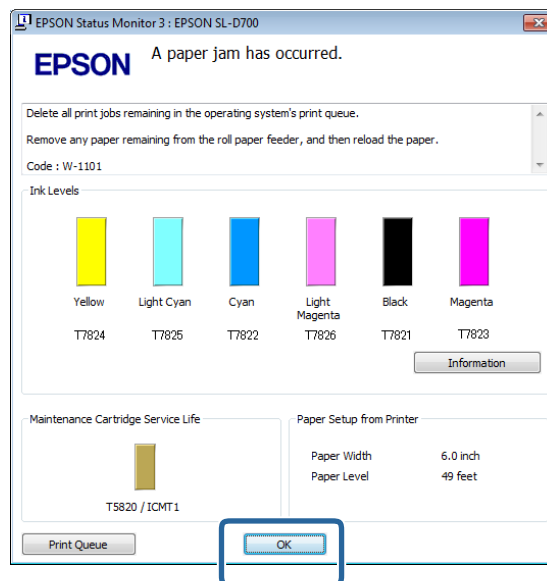 EPSON Status Monitor 3 : EPSON SL-D700
EPSON
A paper jam has occurred.
Delete all print jobs remaining in the operating system's print queue.
Remove any paper remaining from the roll paper feeder, and then reload the paper.
Code : W-1101
Ink Levels
Yellow Light Cyan Cyan Light Magenta Black Magenta
T7824 T7825 T7822 T7826 T7821 T7823
Information
Maintenance Cartridge Service Life
T5820 / ICMT1
Paper Setup from Printer
Paper Width 6.0 inch
Paper Level 49 feet
Print Queue
OK